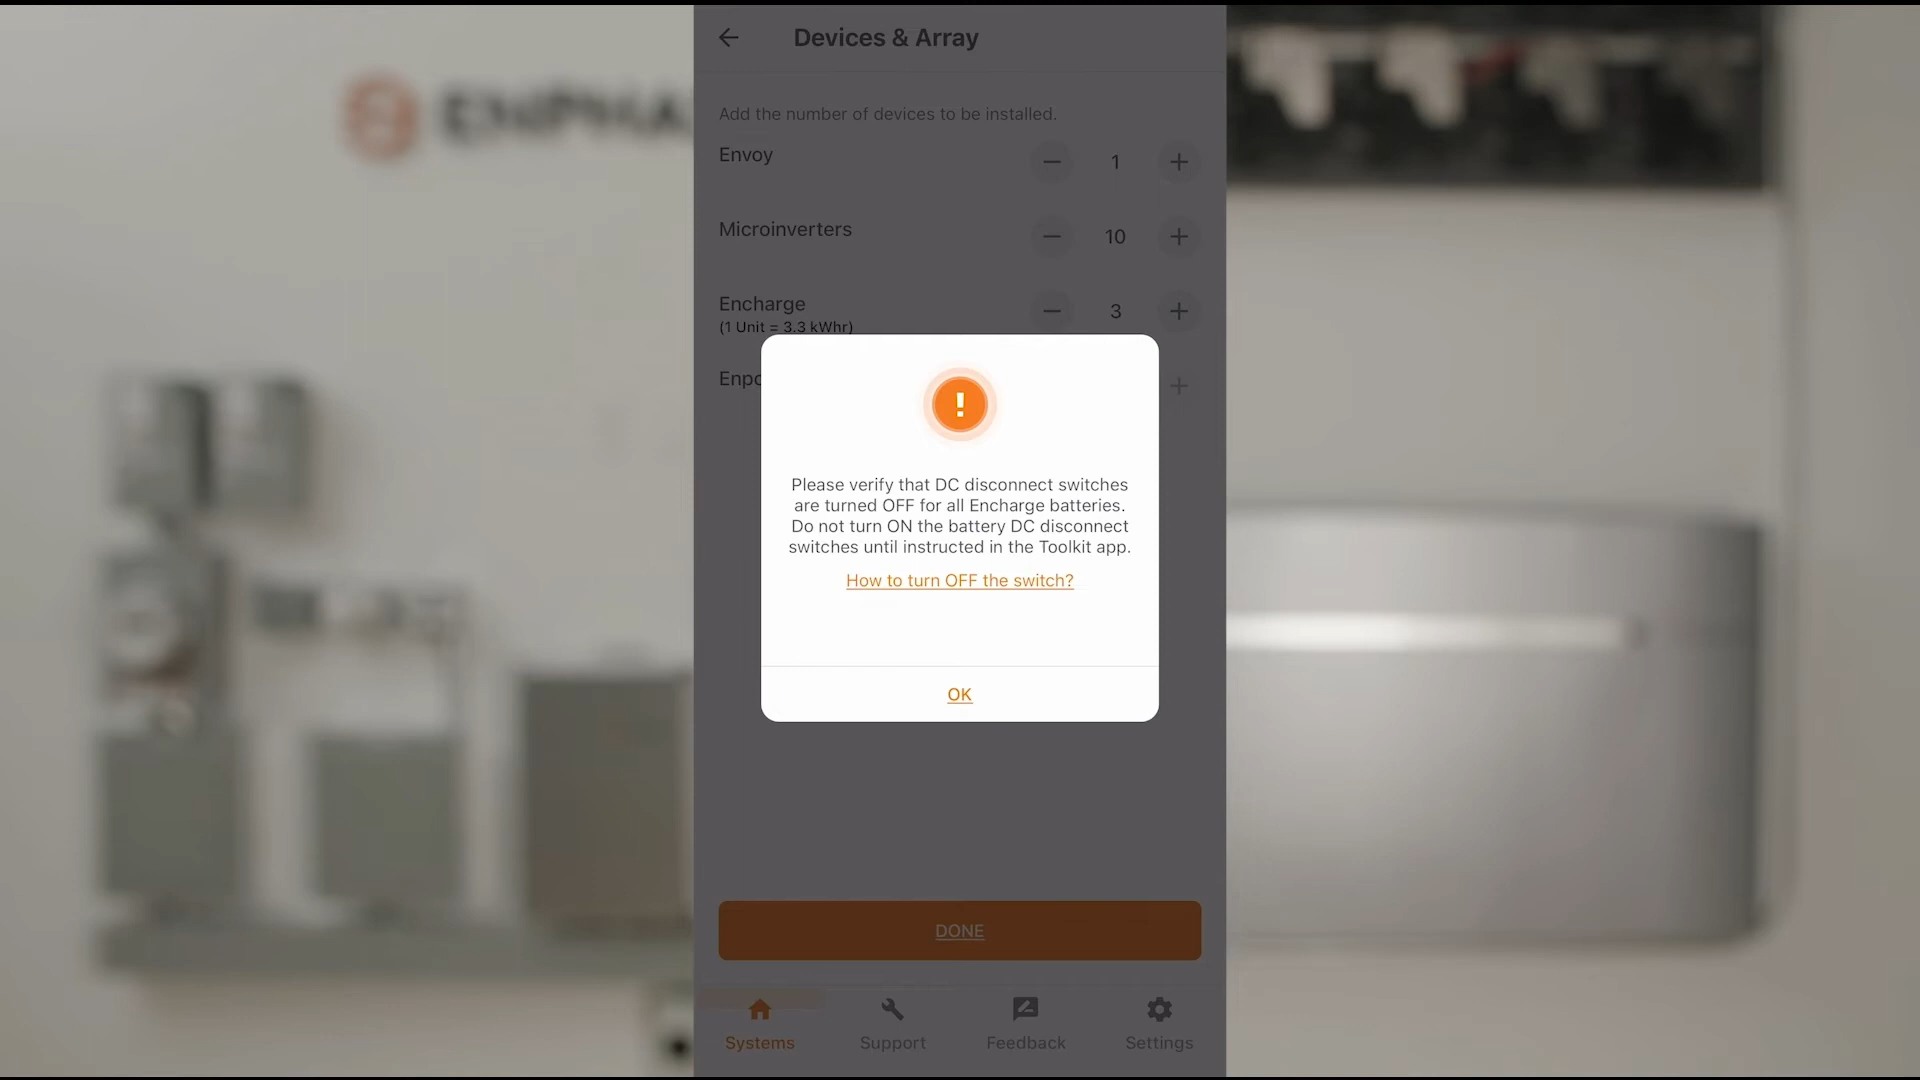 Devices & Array
Add the number of devices to be installed.
Envoy
1
Microinverters
10
Encharge
3
(1 Unit = 3.3 kWhr)
Please verify that DC disconnect switches
are turned OFF for all Encharge batteries.
Do not turn ON the battery DC disconnect
switches until instructed in the Toolkit app.
How to turn OFF the switch?
OK
DONE
Systems
Support
Feedback
Settings